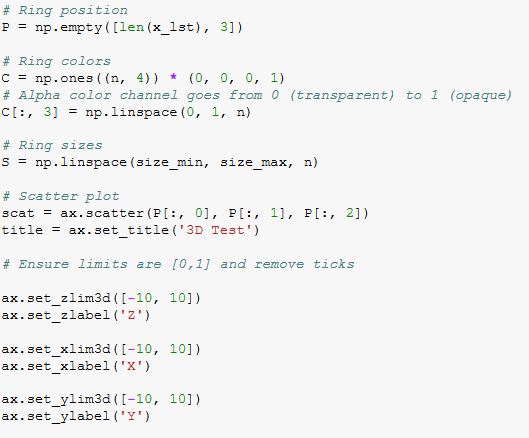 # Ring position
P = np.empty([len(x_lst), 3])
# Ring colors
C = np.ones((n, 4)) * (0, 0, 0, 1)
# Alpha color channel goes from 0 (transparent) to 1 (opaque)
C[:, 3] = np.linspace(0, 1, n)
# Ring sizes
S = np.linspace(size_min, size_max, n)
# Scatter plot
scat = ax.scatter(P[:, 0], P[:, 1], P[:, 2])
title = ax.set_title('3D Test')
# Ensure limits are [0,1] and remove ticks
ax.set_zlim3d([-10, 10])
ax.set_zlabel('Z')
ax.set_xlim3d([-10, 10])
ax.set_xlabel('X')
ax.set_ylim3d([-10, 10])
ax.set_ylabel('Y')